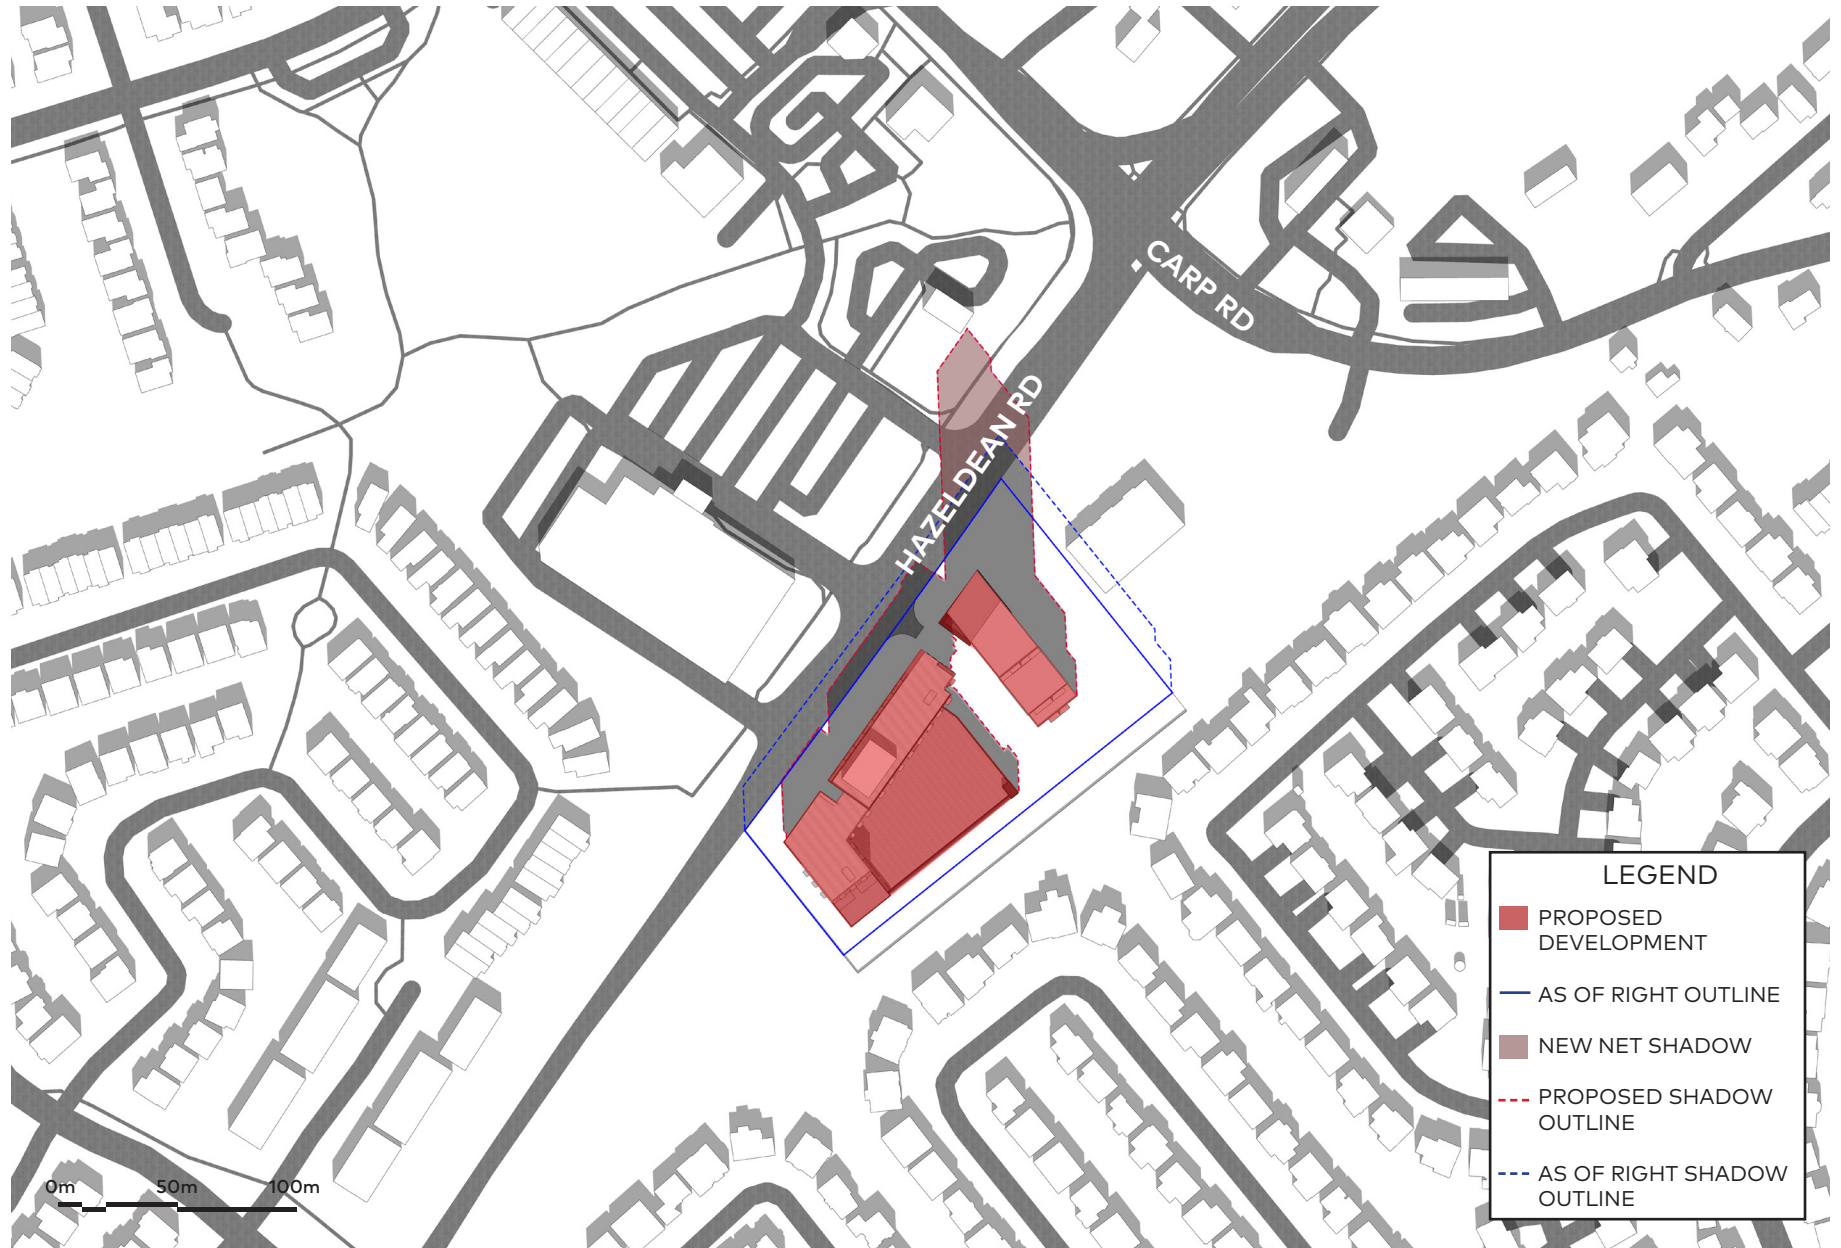 CARP RD
HAZELDEAN RD
LEGEND
PROPOSED
DEVELOPMENT
AS OF RIGHT OUTLINE
NEW NET SHADOW
PROPOSED SHADOW
OUTLINE
AS OF RIGHT SHADOW
OUTLINE
0m 50m 100m